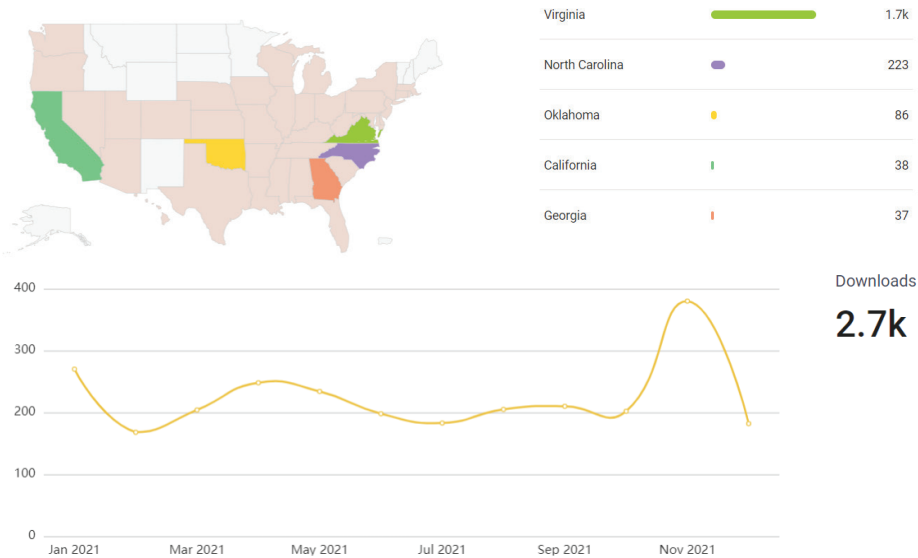 Virginia 1.7k
North Carolina 223
Oklahoma 86
California 38
Georgia 37
Downloads
2.7k
400
300
200
100
0
Jan 2021 Mar 2021 May 2021 Jul 2021 Sep 2021 Nov 2021